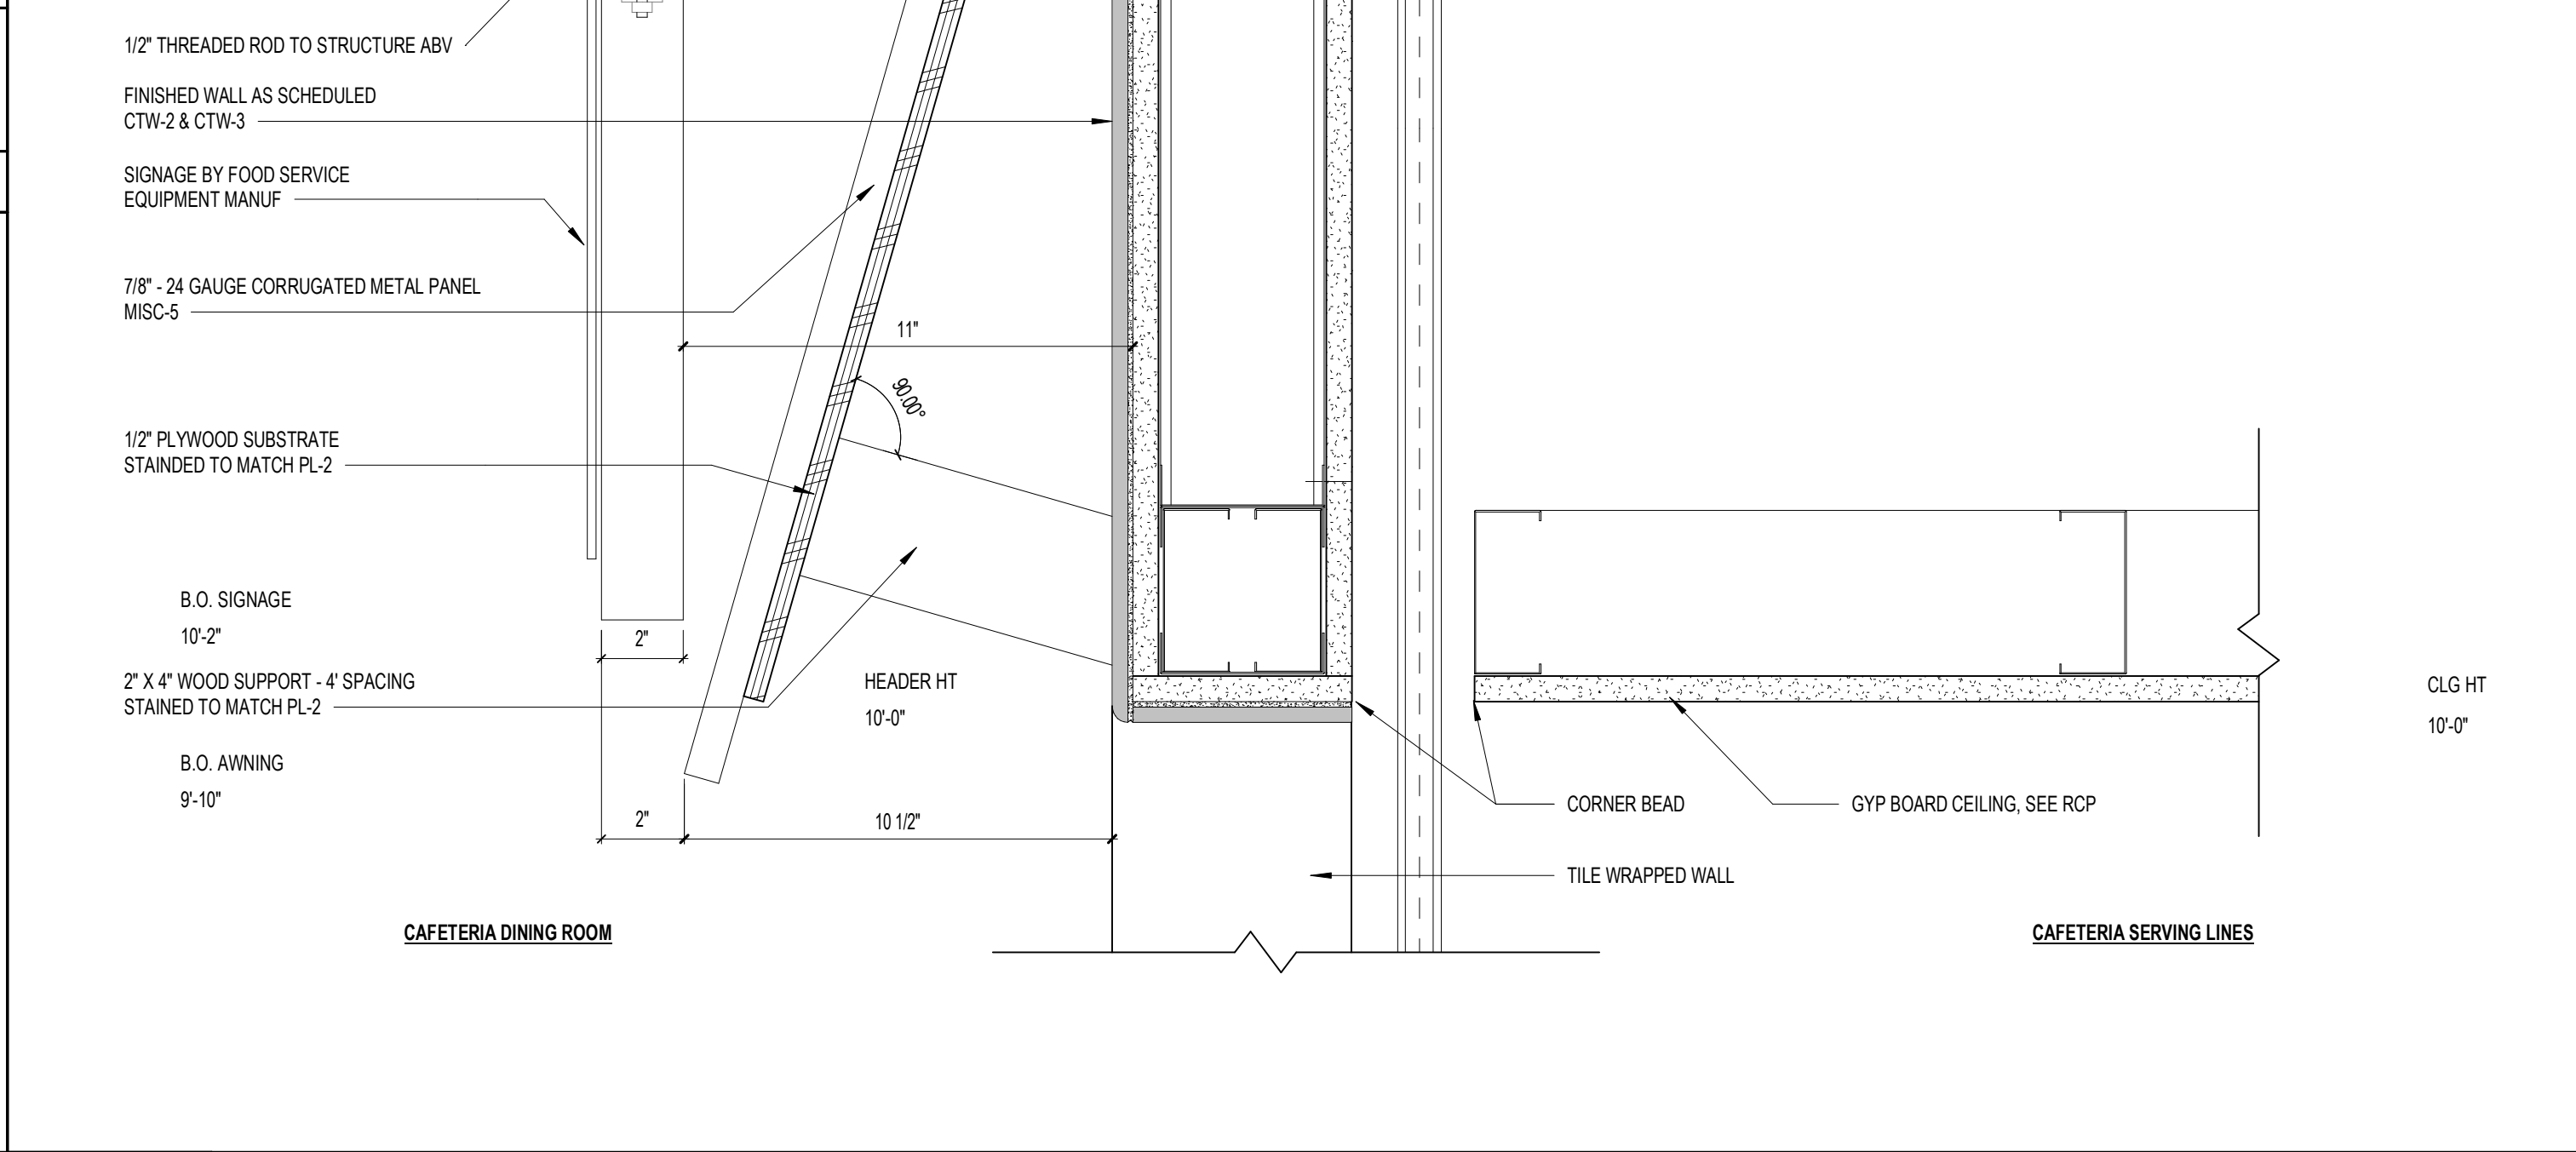 1/2" THREADED ROD TO STRUCTURE ABV
FINISHED WALL AS SCHEDULED
CTW-2 & CTW-3
SIGNAGE BY FOOD SERVICE
EQUIPMENT MANUF
7/8" - 24 GAUGE CORRUGATED METAL PANEL
MISC-5
11"
90.00°
1/2" PLYWOOD SUBSTRATE
STAINDED TO MATCH PL-2
B.O. SIGNAGE
10'-2"
2"
2" X 4" WOOD SUPPORT - 4' SPACING
STAINED TO MATCH PL-2
HEADER HT
10'-0"
CLG HT
10'-0"
B.O. AWNING
9'-10"
2"
10 1/2"
CORNER BEAD
GYP BOARD CEILING, SEE RCP
TILE WRAPPED WALL
CAFETERIA DINING ROOM
CAFETERIA SERVING LINES